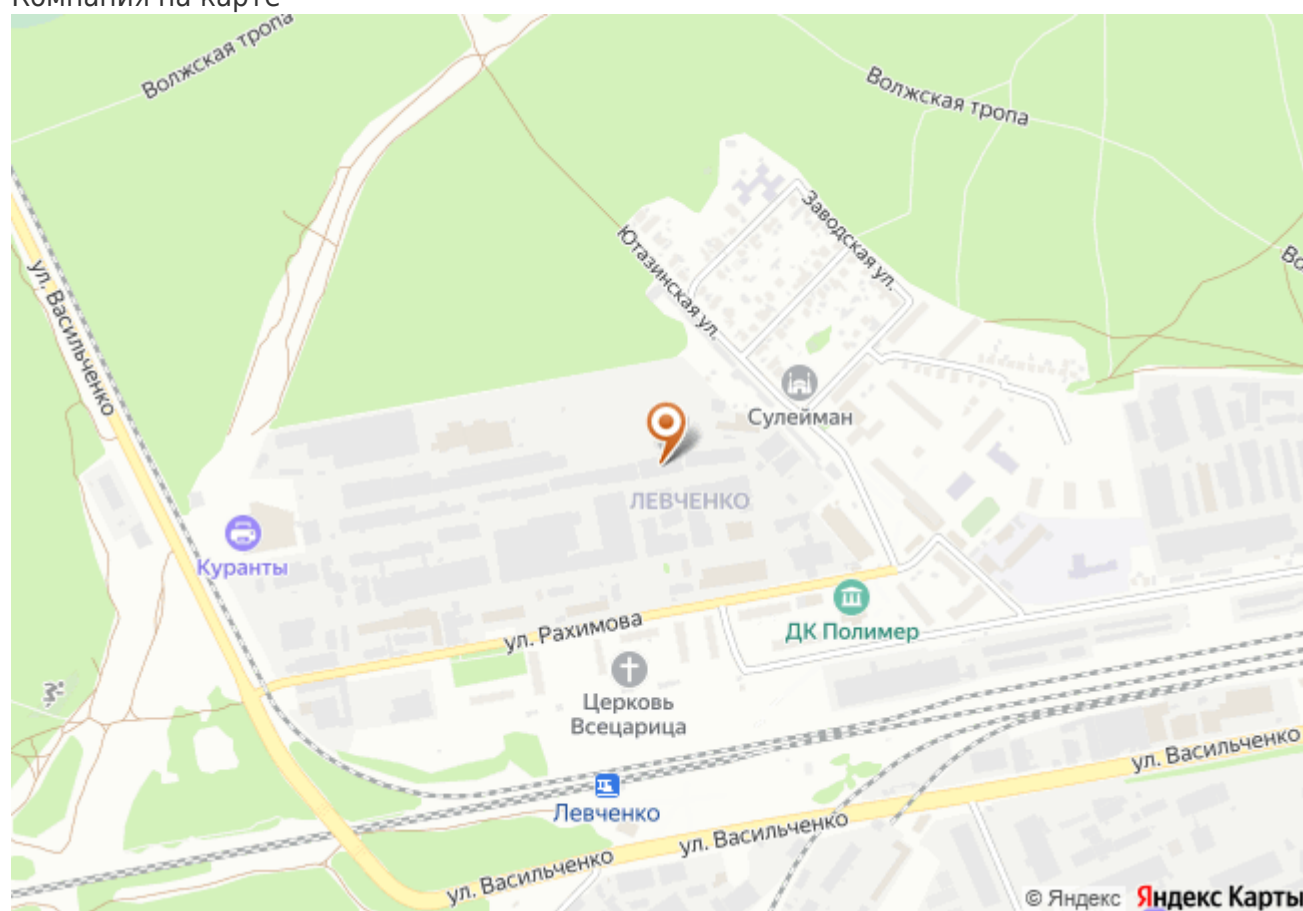 Компания на карте
Волжская тропа
Волжская тропа
Заводская ул.
Ютазинская ул.
Во
ул. Васильченко
Сулейман
ЛЕВЧЕНКО
Куранты
ул. Рахимова
ДК Полимер
Церковь
Всецарица
Левченко
ул. Васильченко
ул. Васильченко
ул. Васильченко
© Яндекс Яндекс Карты